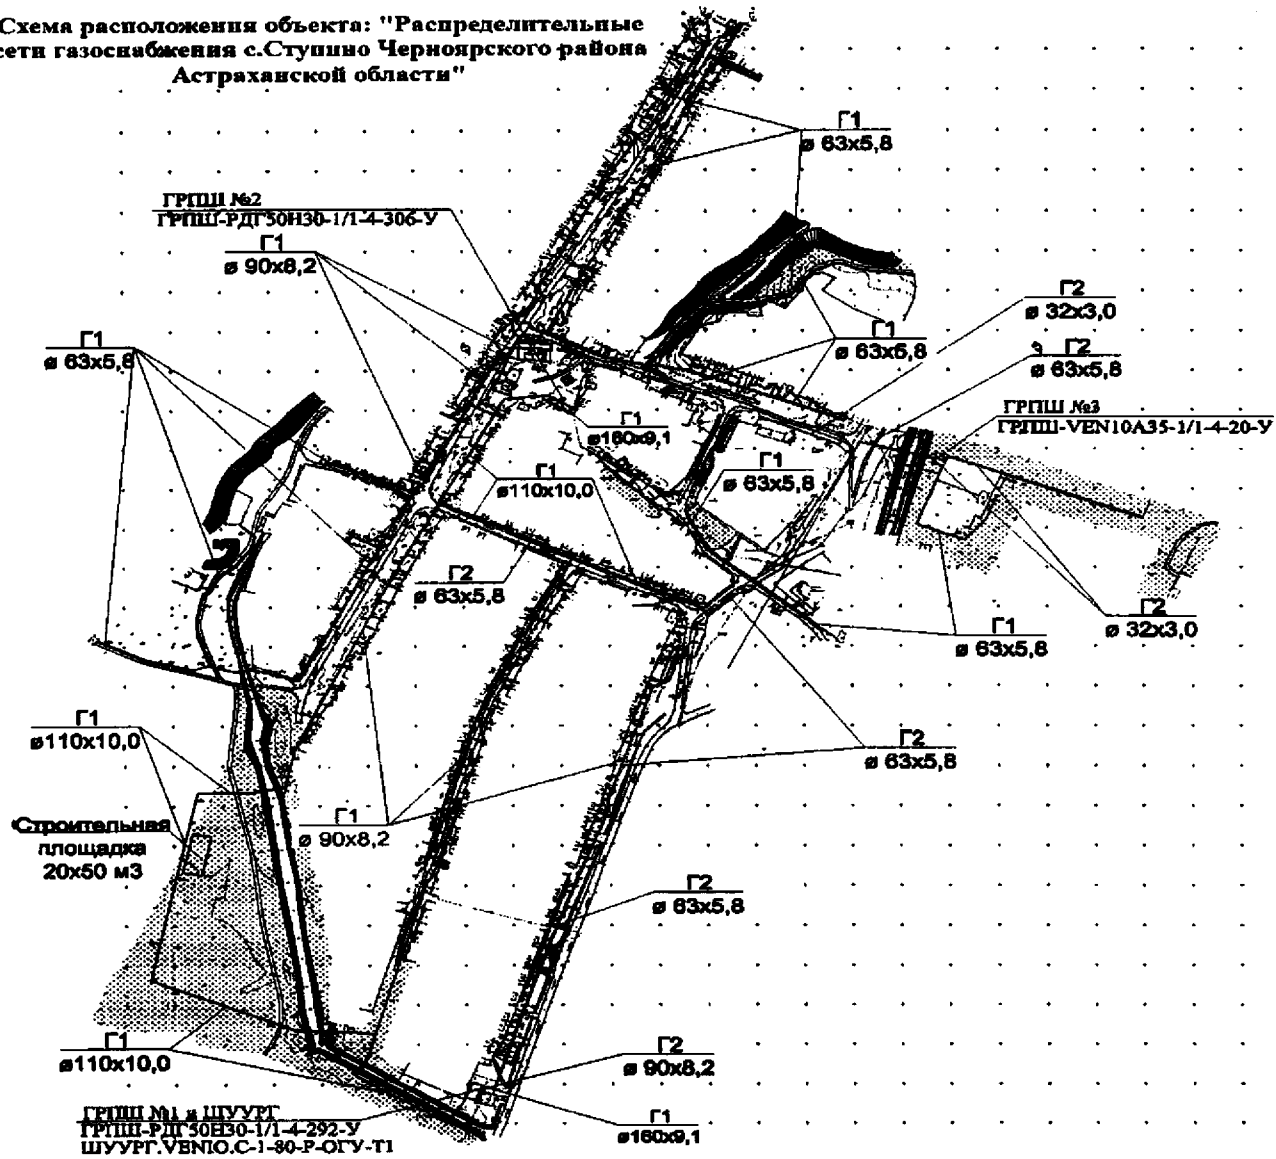 Схема расположения объекта: "Распределительные
сети газоснабжения с.Ступино Черноярского района
Астраханской области"
Г1
ø 63х5,8
ГРПШ №2
ГРПШ-РДГ50Н30-1/1-4-306-У
Г1
ø 90х8,2
Г2
ø 32х3,0
Г1
ø 63х5,8
Г1
ø 63х5,8
Г2
ø 63х5,8
ГРПШ №3
ГРПШ-VEN10A35-1/1-4-20-У
Г1
ø160х9,1
Г1
ø110х10,0
Г1
ø 63х5,8
Г2
ø 63х5,8
Г2
ø 32х3,0
Г1
ø 63х5,8
Г1
ø110х10,0
Г2
ø 63х5,8
Г1
ø 90х8,2
Строительная
площадка
20х50 м3
Г2
ø 63х5,8
Г1
ø110х10,0
Г2
ø 90х8,2
ГРПШ №1 и ШУУРГ
ГРПШ-РДГ50Н30-1/1-4-292-У
ШУУРГ.VENIO.C-1-80-Р-ОГУ-Т1
Г1
ø160х9,1